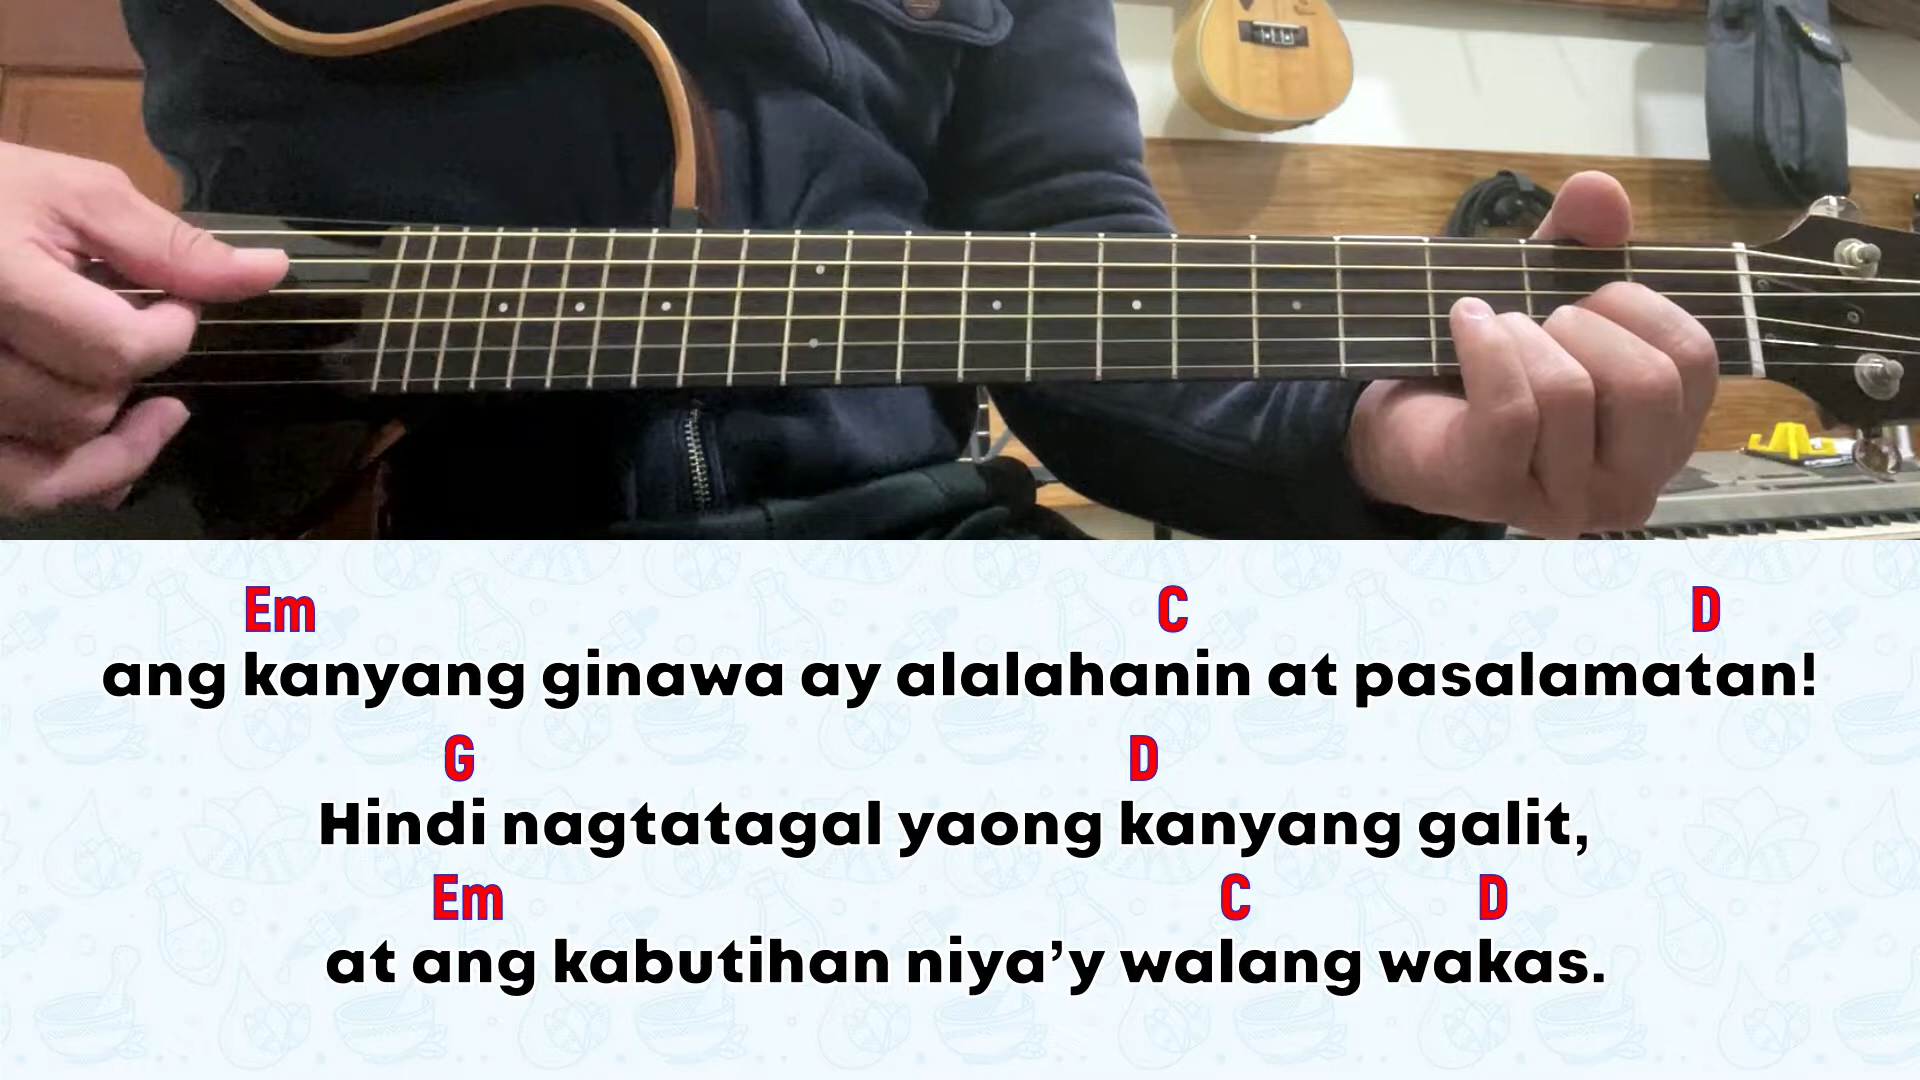 Em C D
ang kanyang ginawa ay alalahanin at pasalamatan!
G D
Hindi nagtatagal yaong kanyang galit,
Em C D
at ang kabutihan niya’y walang wakas.